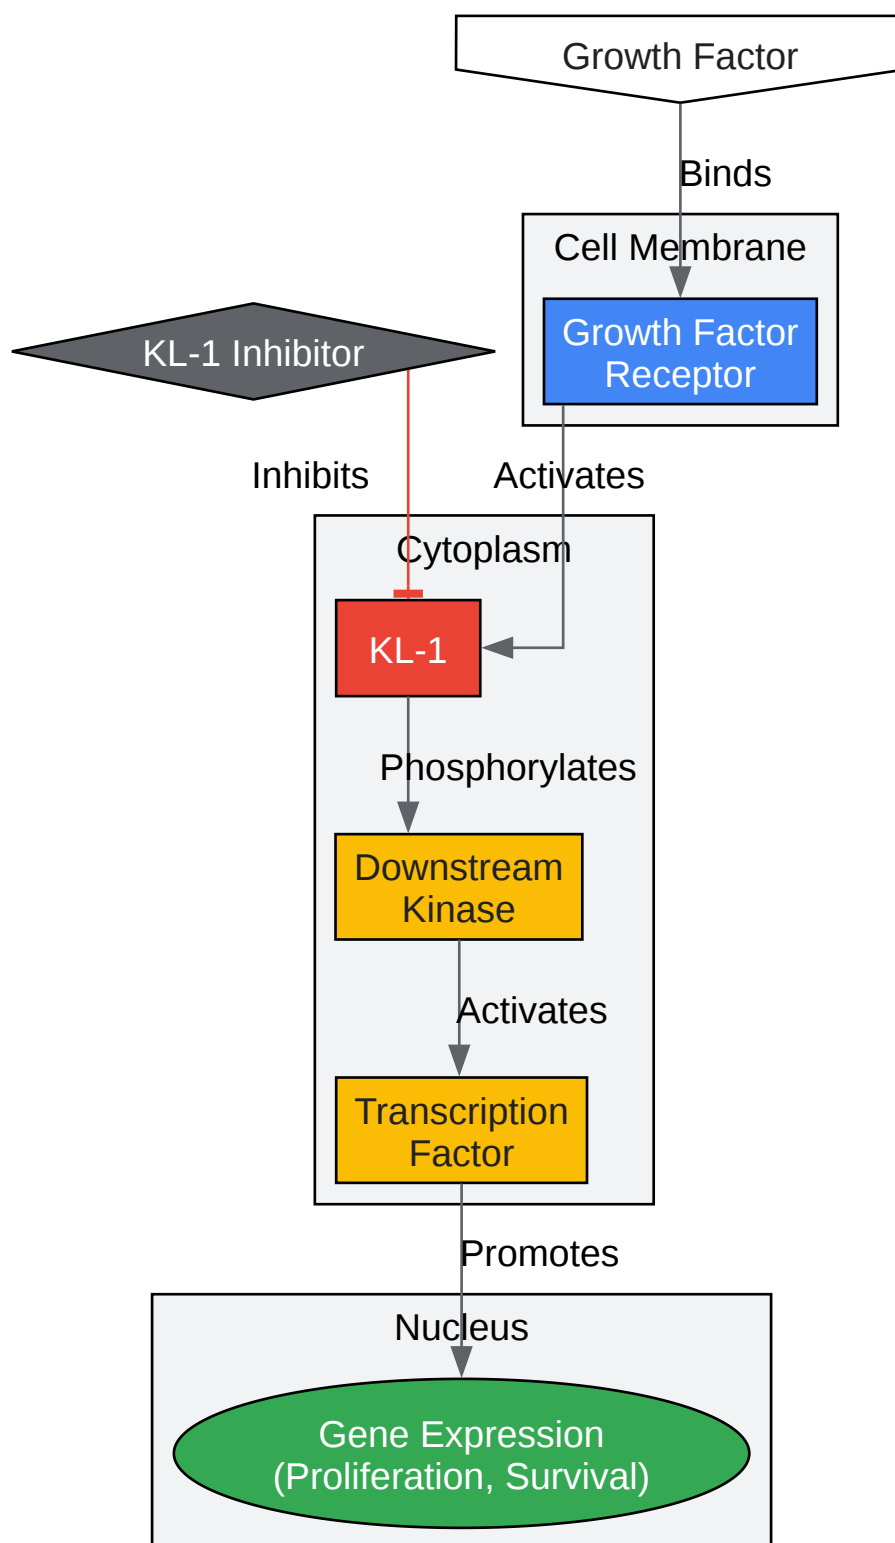 Growth Factor
Binds
Cell Membrane
Growth Factor
Receptor
KL-1 Inhibitor
Inhibits
Activates
Cytoplasm
KL-1
Phosphorylates
Downstream
Kinase
Activates
Transcription
Factor
Promotes
Nucleus
Gene Expression
(Proliferation, Survival)